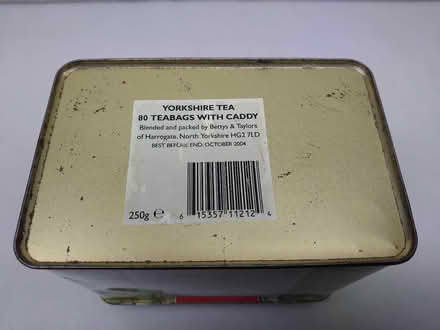 YORKSHIRE TEA
80 TEABAGS WITH CADDY
Blended and packed by Bettys & Taylors
of Harrogate, North Yorkshire HG2 7LD
BEST BEFORE END: OCTOBER 2004
250g ℮
6 15357 11212 4